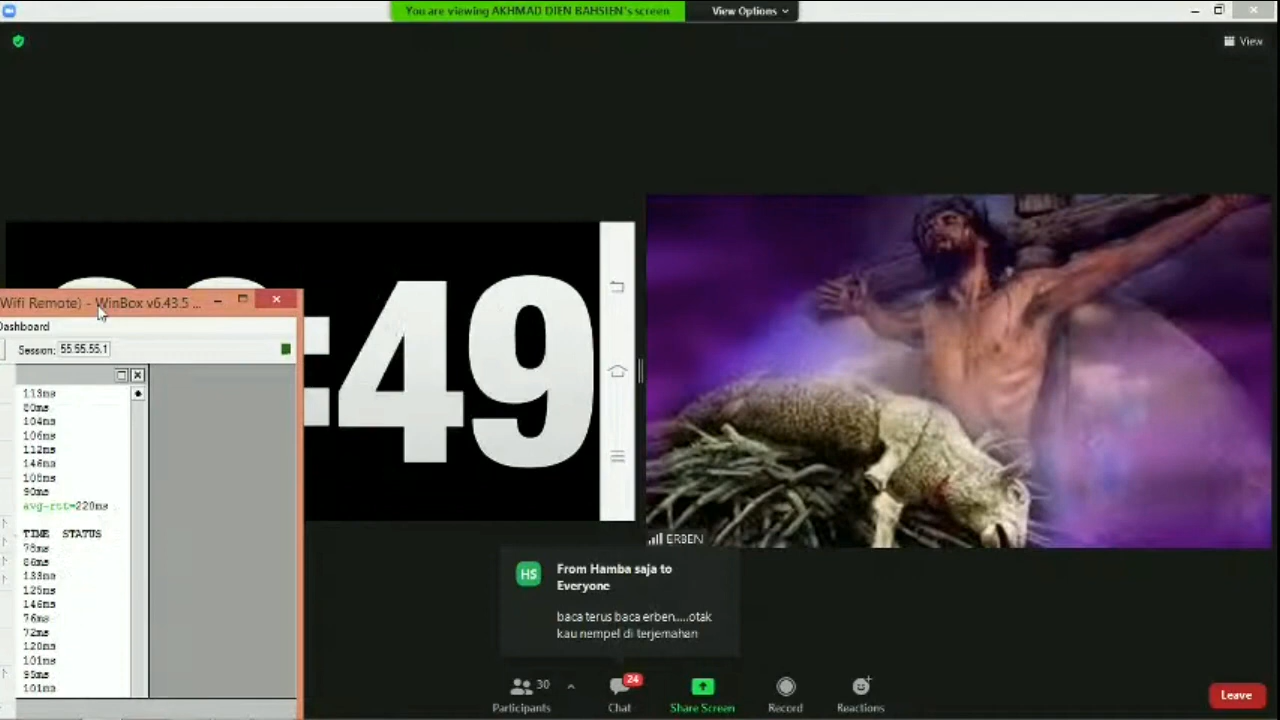 You are viewing AKHMAD DIEN BAHSIEN's screen
View Options
View
:49
Wifi Remote) - WinBox v6.43.5 ...
Dashboard
Session: 55.55.55.1
113ms
80ms
104ms
106ms
112ms
146ms
108ms
90ms
avg-rtt=220ms
TIME STATUS
78ms
86ms
133ms
125ms
146ms
76ms
72ms
120ms
101ms
95ms
101ms
ERBEN
HS
From Hamba saja to
Everyone
baca terus baca erben.....otak
kau nempel di terjemahan
30
24
Participants
Chat
Share Screen
Record
Reactions
Leave